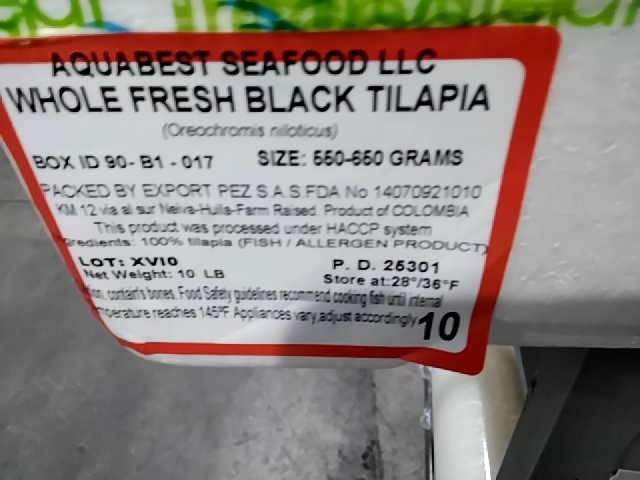 AQUABEST SEAFOOD LLC
WHOLE FRESH BLACK TILAPIA
(Oreochromis niloticus)
BOX ID 90- B1 - 017 SIZE: 550-650 GRAMS
PACKED BY EXPORT PEZ S.A.S.FDA No 14070921010
KM 12 via al sur Neiva-Huila-Farm Raised. Product of COLOMBIA
This product was processed under HACCP system
gredients: 100% tilapia (FISH / ALLERGEN PRODUCT)
LOT: XVI0 P. D. 25301
Net Weight: 10 LB Store at:28°/36°F
contain's bones. Food Safety guidelines recommend cooking fish until internal
perature reaches 145°F Appliances vary,adjust accordingly 10